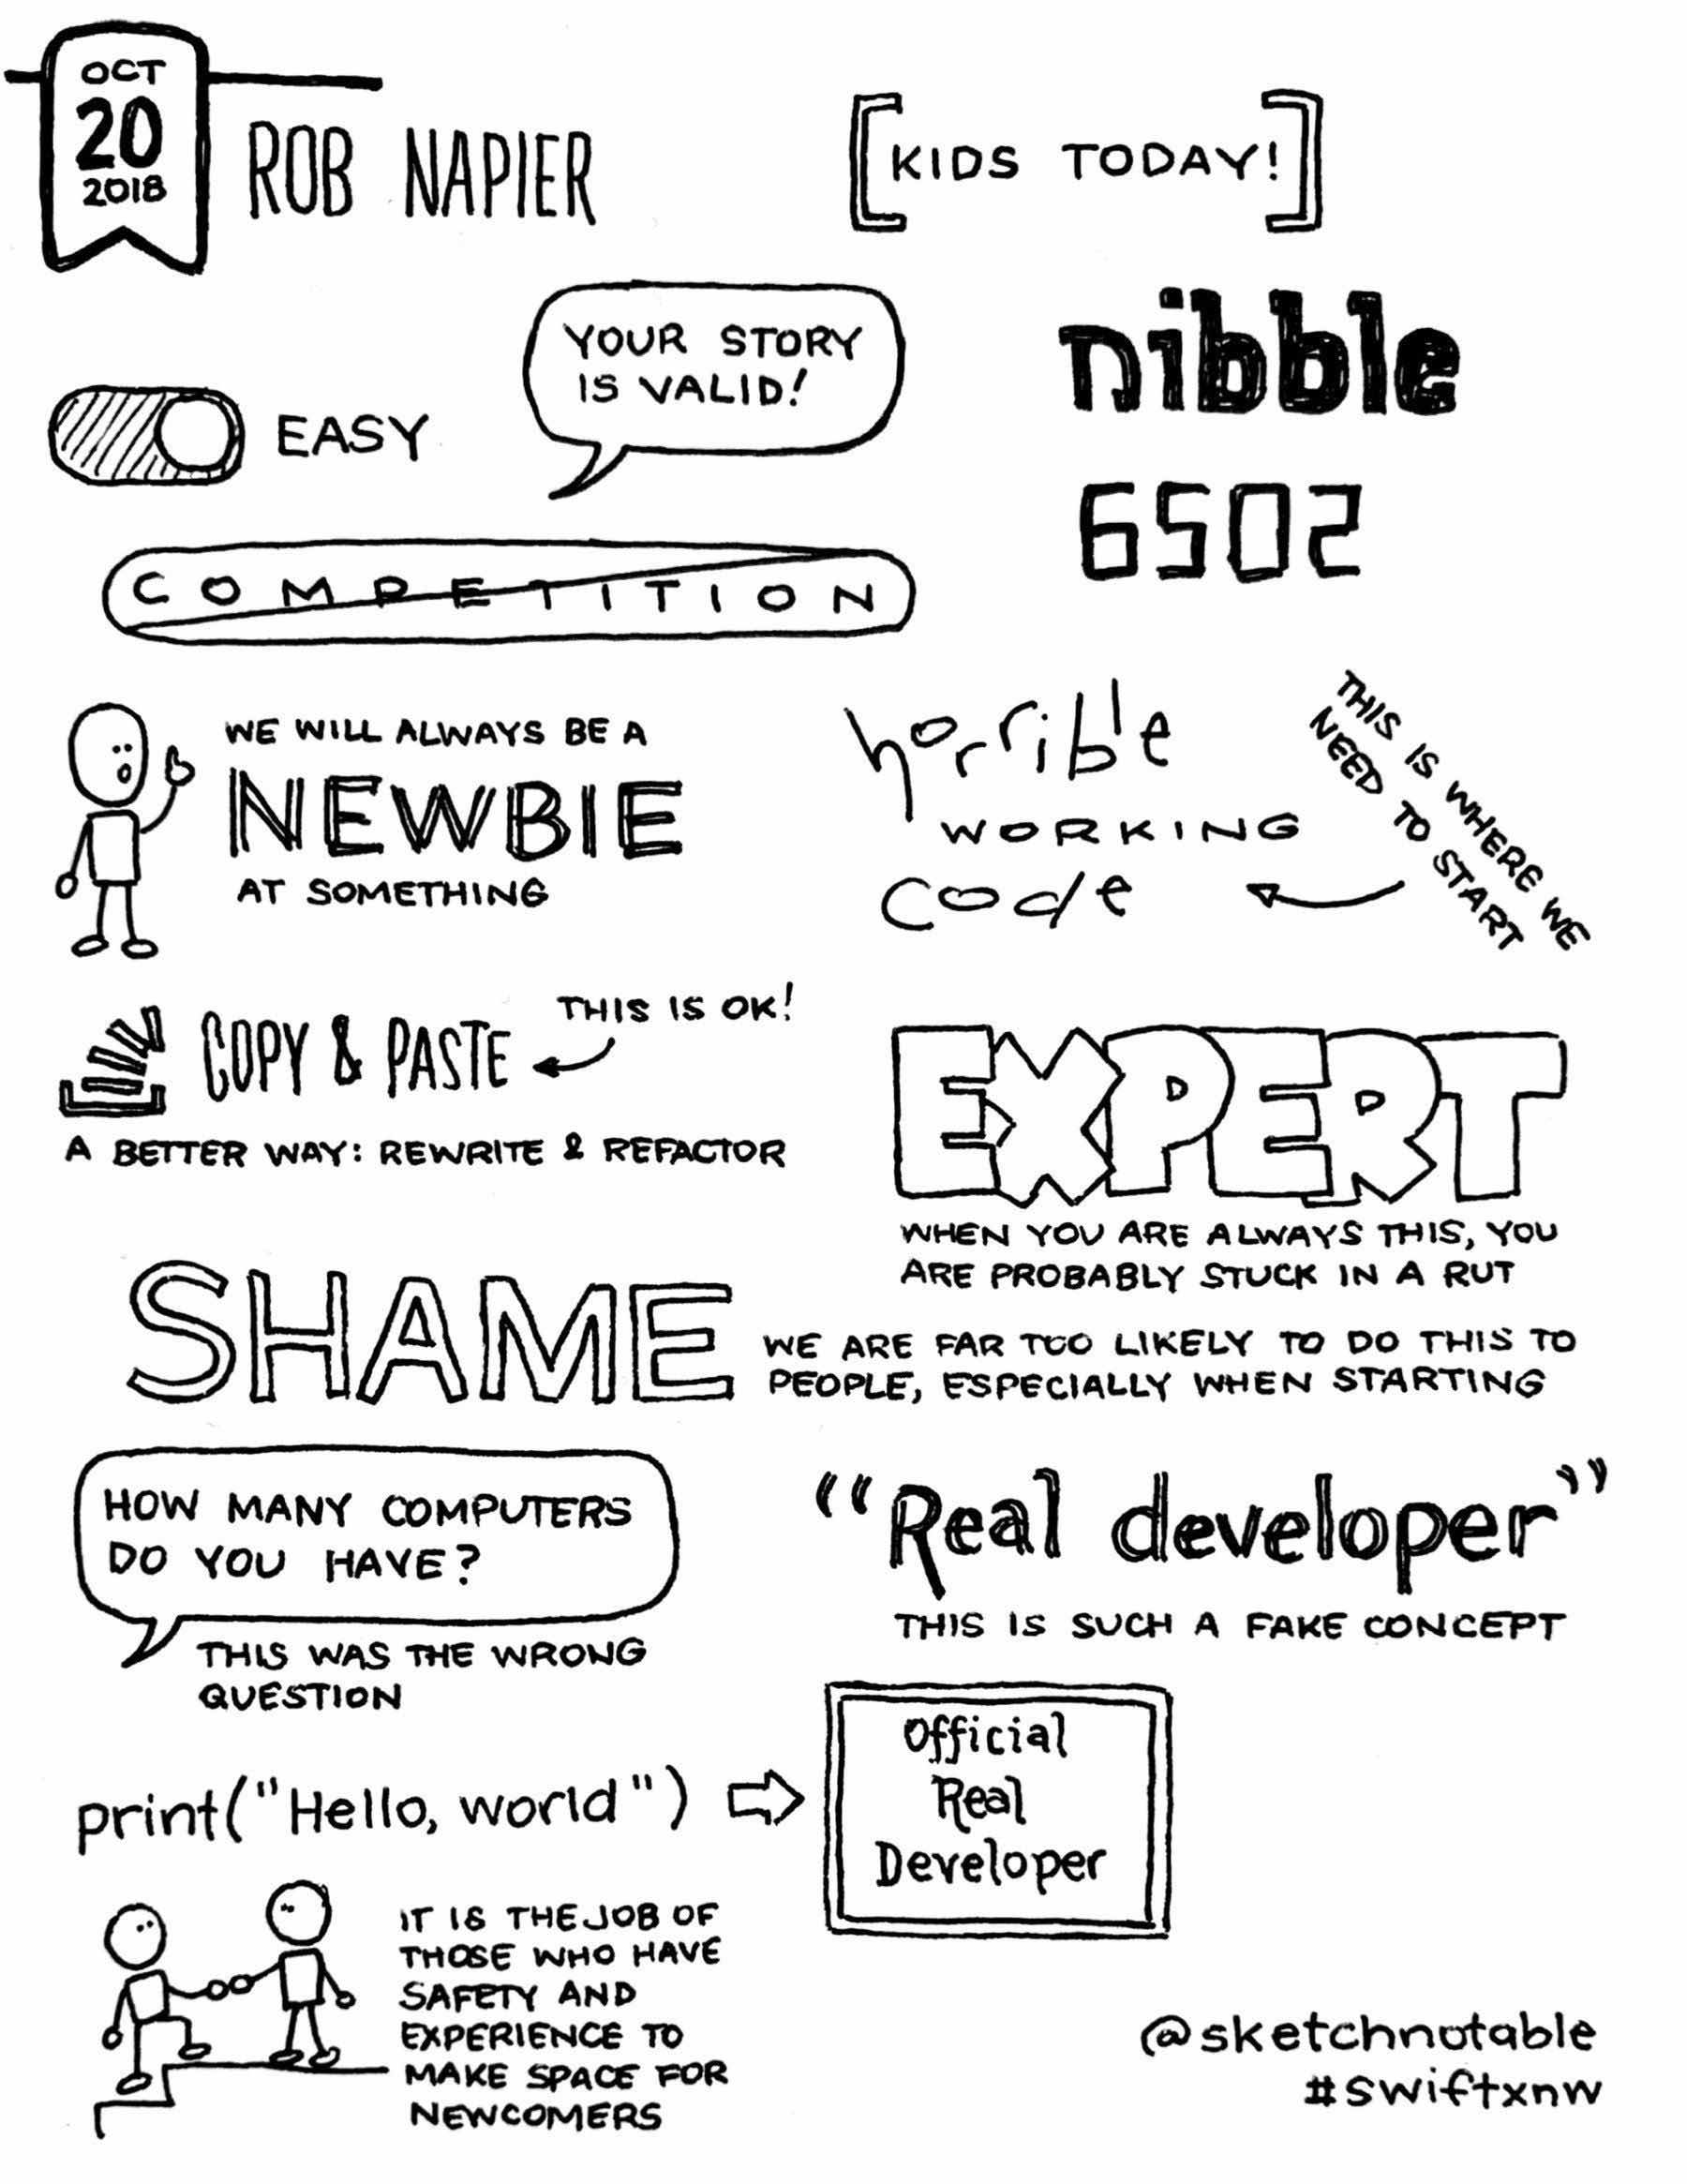 OCT
20
2018
ROB NAPIER
[KIDS TODAY!]
YOUR STORY
IS VALID!
nibble
EASY
6502
COMPETITION
WE WILL ALWAYS BE A
NEWBIE
AT SOMETHING
horrible
WORKING
code
THIS IS WHERE WE
NEED TO START
COPY & PASTE
THIS IS OK!
A BETTER WAY: REWRITE & REFACTOR
EXPERT
WHEN YOU ARE ALWAYS THIS, YOU
ARE PROBABLY STUCK IN A RUT
SHAME
WE ARE FAR TOO LIKELY TO DO THIS TO
PEOPLE, ESPECIALLY WHEN STARTING
HOW MANY COMPUTERS
DO YOU HAVE?
THIS WAS THE WRONG
QUESTION
"Real developer"
THIS IS SUCH A FAKE CONCEPT
print("Hello, world")
Official
Real
Developer
IT IS THE JOB OF
THOSE WHO HAVE
SAFETY AND
EXPERIENCE TO
MAKE SPACE FOR
NEWCOMERS
@sketchnotable
#swiftxnw